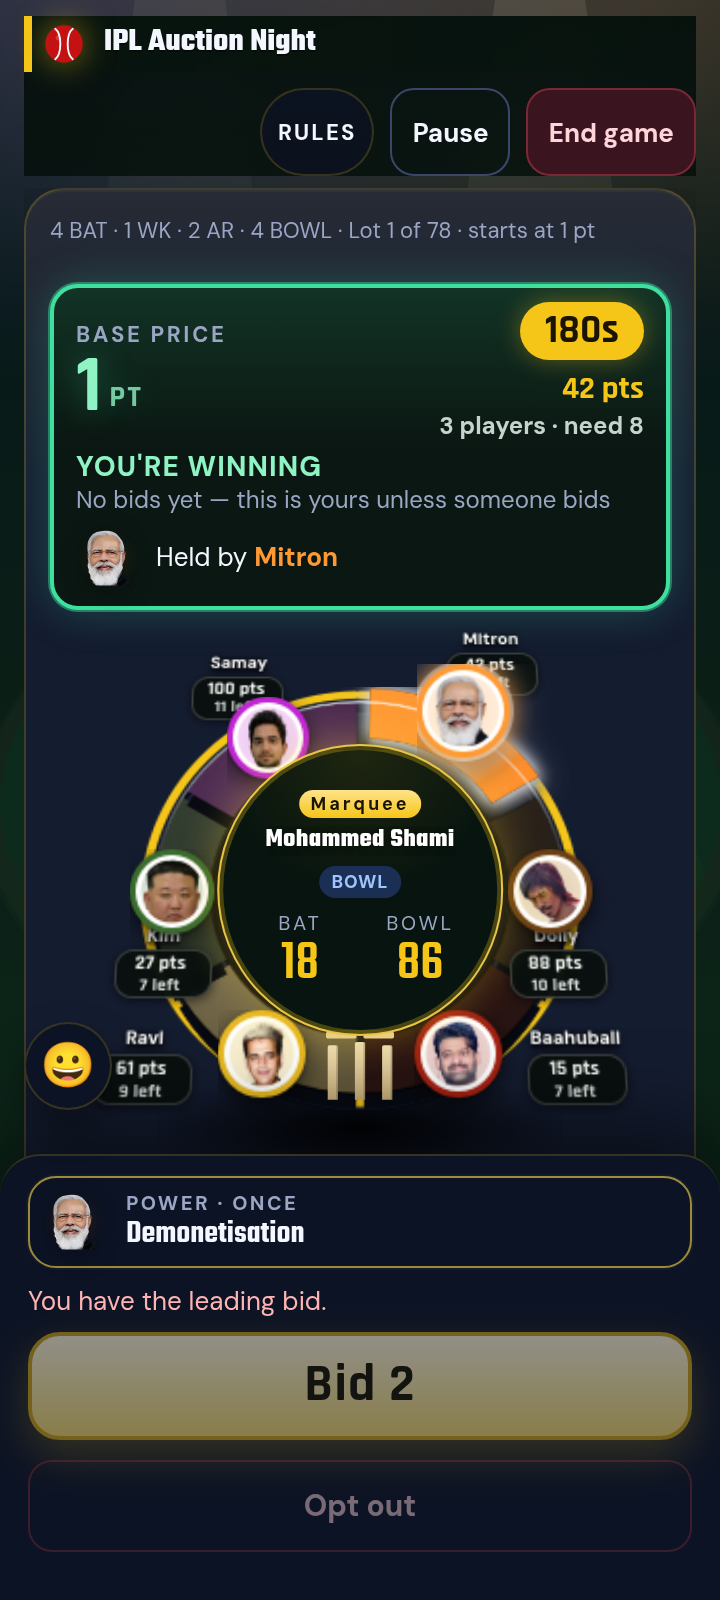 IPL Auction Night
RULES
Pause
End game
4 BAT · 1 WK · 2 AR · 4 BOWL · Lot 1 of 78 · starts at 1 pt
BASE PRICE
180s
1 PT
42 pts
3 players · need 8
YOU'RE WINNING
No bids yet — this is yours unless someone bids
Held by Mitron
Mitron
pts
Samay
100 pts
Marquee
Mohammed Shami
BOWL
BAT
BOWL
18
86
Kim
27 pts
7 left
Dolly
88 pts
10 left
Ravi
61 pts
9 left
Baahubali
15 pts
7 left
POWER · ONCE
Demonetisation
You have the leading bid.
Bid 2
Opt out